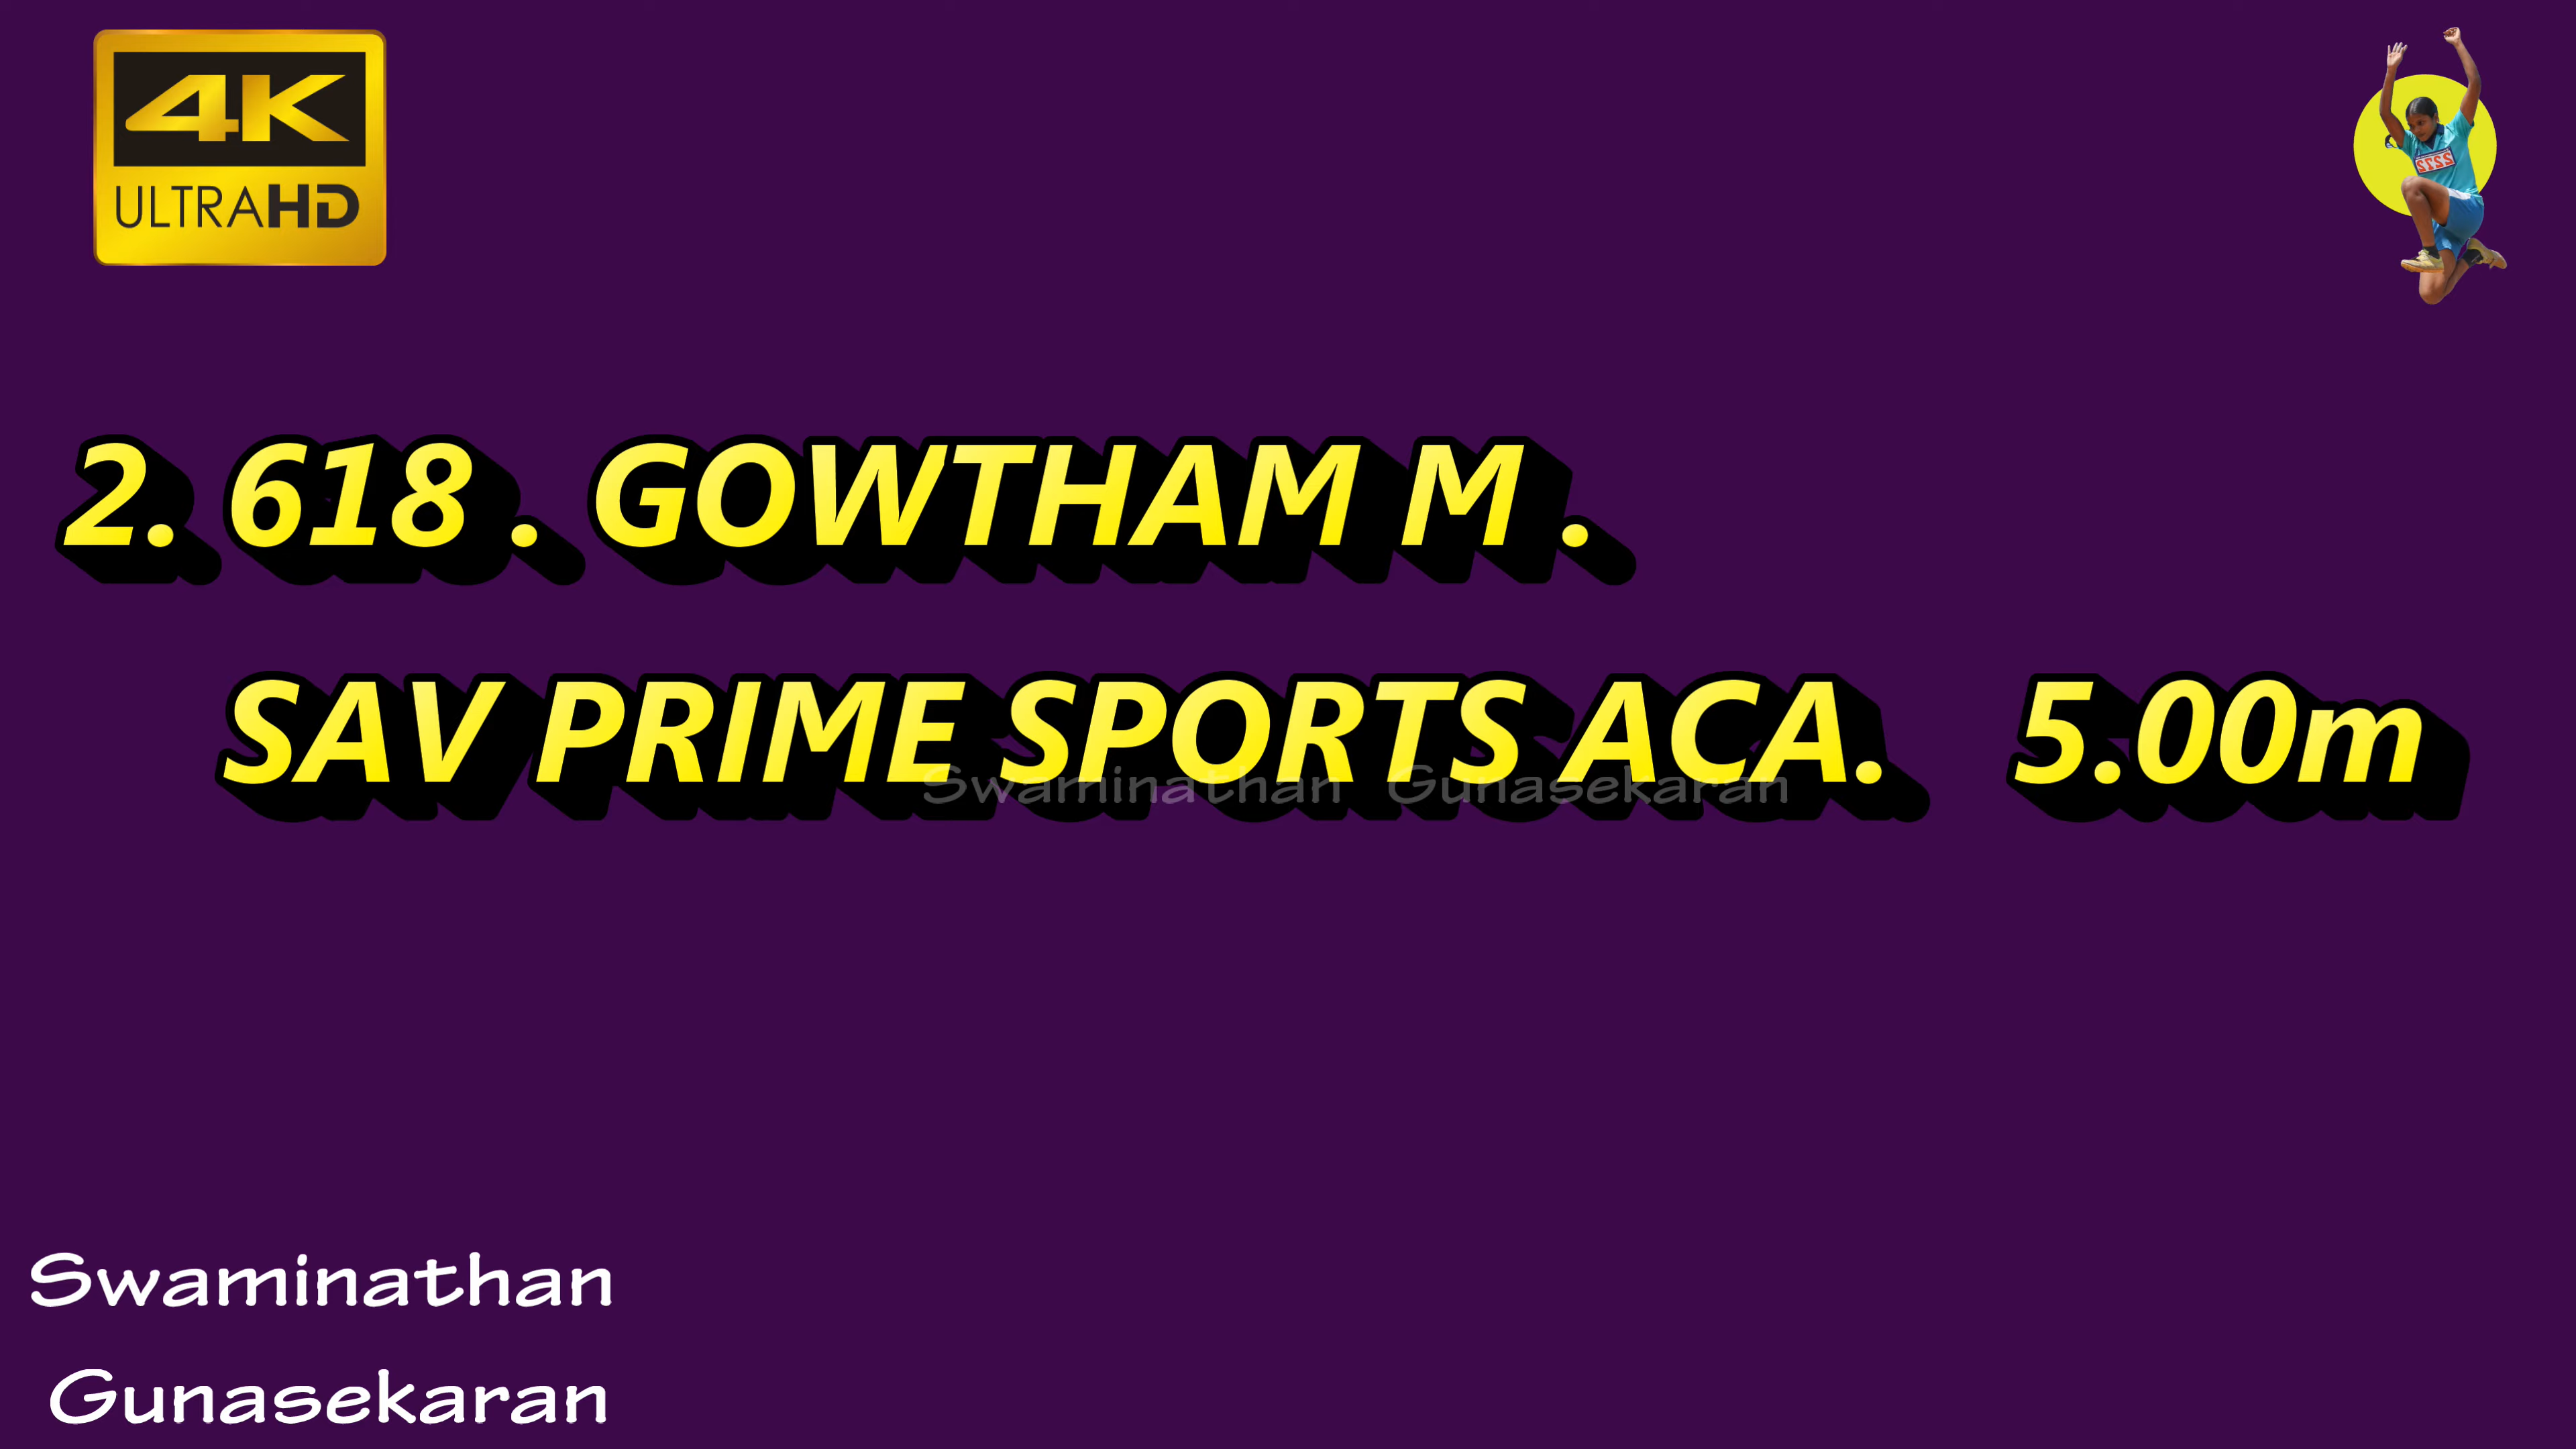 4K
ULTRAHD
2. 618 . GOWTHAM M .
SAV PRIME SPORTS ACA. 5.00m
Swaminathan Gunasekaran
Swaminathan
Gunasekaran